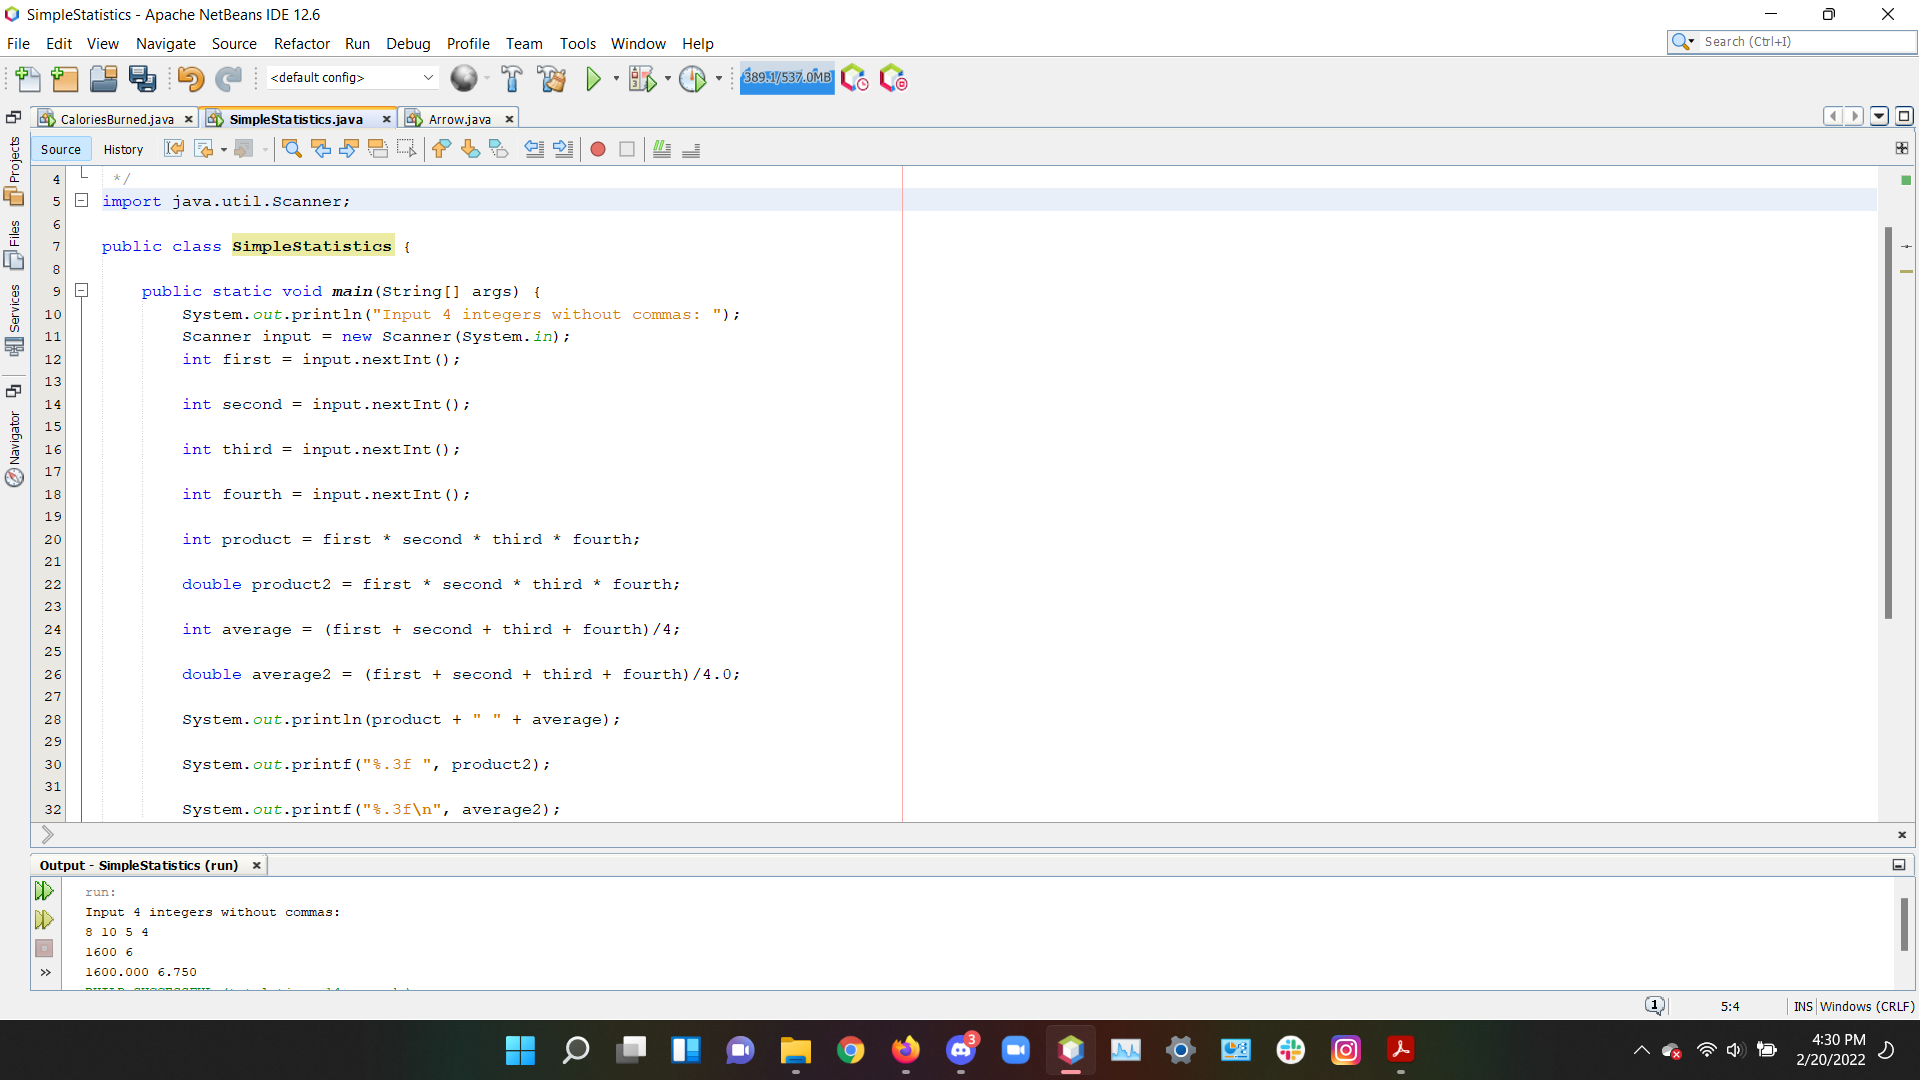 SimpleStatistics - Apache NetBeans IDE 12.6
File Edit View Navigate Source Refactor Run Debug Profile Team Tools Window Help
Search (Ctrl+I)
<default config>
389.1/537.0MB
CaloriesBurned.java SimpleStatistics.java Arrow.java
Source History
Projects
Files
Services
Navigator
4 */
5 import java.util.Scanner;
6
7 public class SimpleStatistics {
8
9 public static void main(String[] args) {
10 System.out.println("Input 4 integers without commas: ");
11 Scanner input = new Scanner(System.in);
12 int first = input.nextInt();
13
14 int second = input.nextInt();
15
16 int third = input.nextInt();
17
18 int fourth = input.nextInt();
19
20 int product = first * second * third * fourth;
21
22 double product2 = first * second * third * fourth;
23
24 int average = (first + second + third + fourth)/4;
25
26 double average2 = (first + second + third + fourth)/4.0;
27
28 System.out.println(product + " " + average);
29
30 System.out.printf("%.3f ", product2);
31
32 System.out.printf("%.3f\n", average2);
Output - SimpleStatistics (run)
run:
Input 4 integers without commas:
8 10 5 4
1600 6
1600.000 6.750
1
5:4
INS Windows (CRLF)
3
4:30 PM
2/20/2022